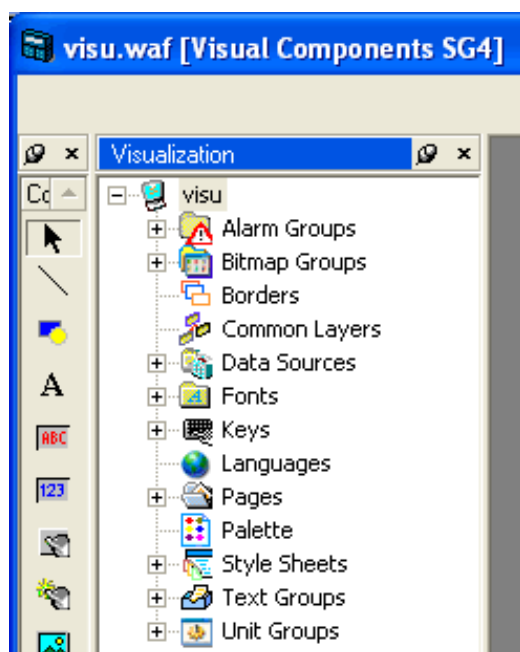 visu.waf [Visual Components SG4]
Visualization
visu
Alarm Groups
Bitmap Groups
Borders
Common Layers
Data Sources
A
Fonts
ABC
Keys
Languages
123
Pages
Palette
Style Sheets
Text Groups
Unit Groups